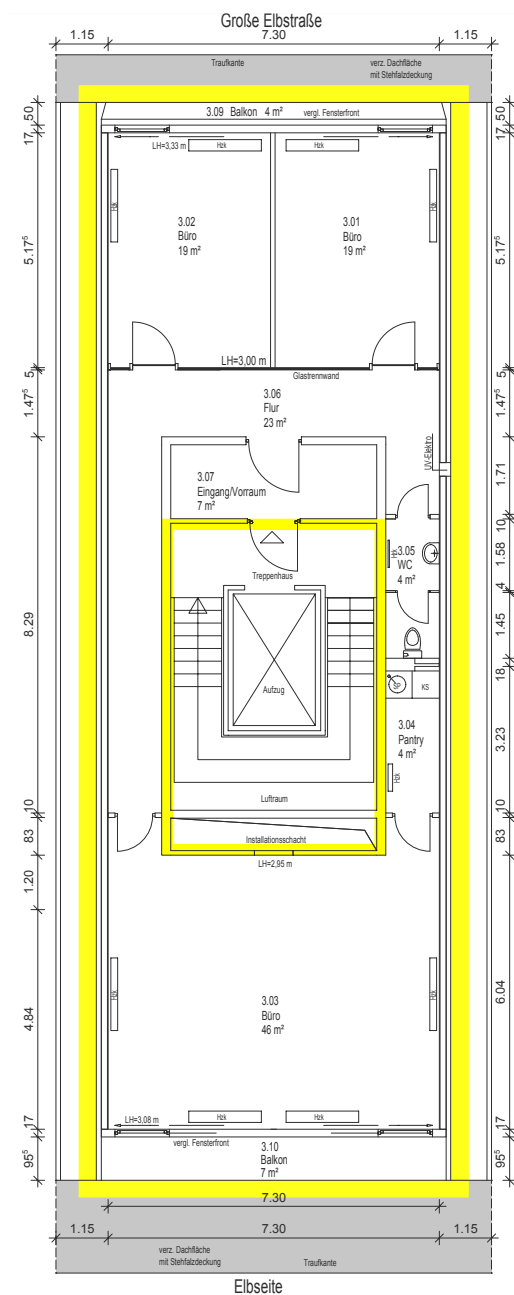 Große Elbstraße
1.15 7.30 1.15
Traufkante
verz. Dachfläche
mit Stehfalzdeckung
50 50
3.09 Balkon 4 m² vergl. Fensterfront
17 17
LH=3,33 m Hzk Hzk
Hzk Hzk
3.02
Büro
19 m²
3.01
Büro
19 m²
5.17⁵ 5.17⁵
LH=3,00 m
Glastrennwand
5 5
1.47⁵ 1.47⁵
3.06
Flur
23 m²
UV-Elektro
3.07
Eingang/Vorraum
7 m²
1.71
10
Treppenhaus
3.05
WC
4 m²
Hzk
1.58
4
8.29
1.45
Aufzug
18
SP KS
3.04
Pantry
4 m²
Hzk
3.23
Luftraum
10 10
Installationsschacht
83 83
LH=2,95 m
1.20
Hzk Hzk
3.03
Büro
46 m²
4.84 6.04
LH=3,08 m Hzk Hzk
17 17
vergl. Fensterfront
3.10
Balkon
7 m²
95⁵ 95⁵
7.30
1.15 7.30 1.15
verz. Dachfläche
mit Stehfalzdeckung
Traufkante
Elbseite